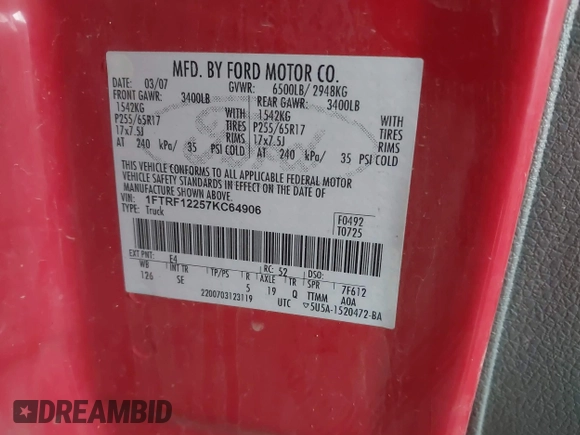 MFD. BY FORD MOTOR CO.
DATE: 03/07 GVWR: 6500LB/ 2948KG
FRONT GAWR: 3400LB REAR GAWR: 3400LB
1542KG WITH 1542KG WITH
P255/65R17 TIRES P255/65R17 TIRES
17x7.5J RIMS 17x7.5J RIMS
AT 240 kPa/ 35 PSI COLD AT 240 kPa/ 35 PSI COLD
THIS VEHICLE CONFORMS TO ALL APPLICABLE FEDERAL MOTOR
VEHICLE SAFETY STANDARDS IN EFFECT ON THE DATE OF
MANUFACTURE SHOWN ABOVE.
VIN: 1FTRF12257KC64906 F0492
TYPE: Truck T0725
EXT PNT: E4 RC: 52 DSO:
WB INT TR TP/PS R AXLE TR SPR 7F612
126 SE 5 19 Q TTMM AOA
2200703123119 UTC ▽5U5A-1520472-BA
Ford
DREAMBID